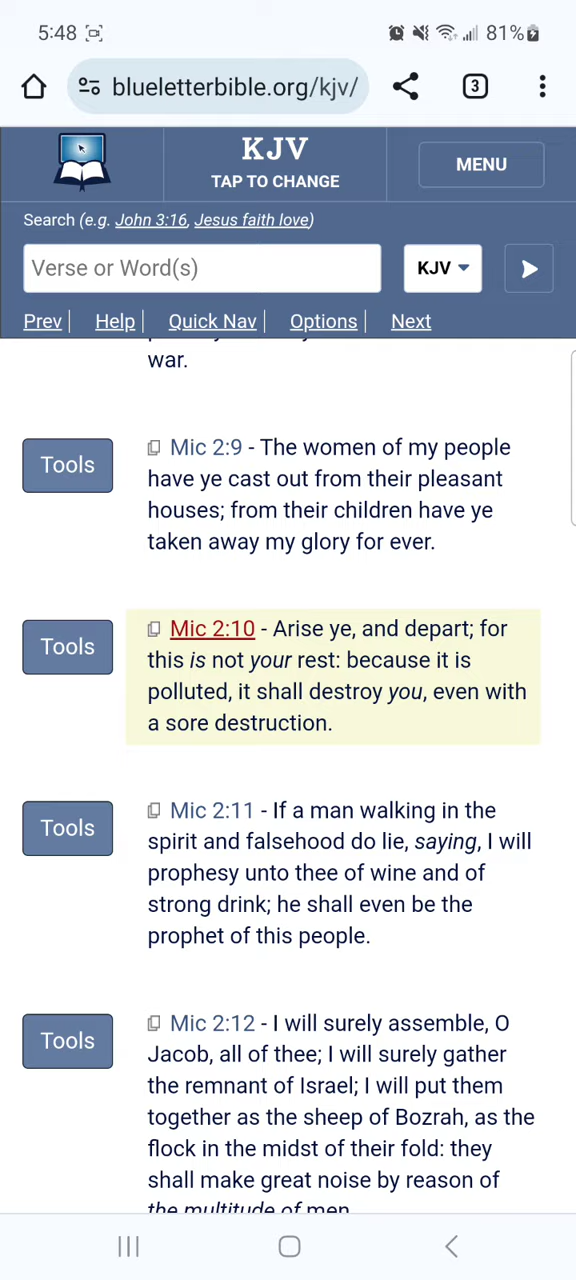 5:48 81%
blueletterbible.org/kjv/ 3
KJV
TAP TO CHANGE
MENU
Search (e.g. John 3:16, Jesus faith love)
Verse or Word(s) KJV
Prev | Help | Quick Nav | Options | Next
war.
Tools
Mic 2:9 - The women of my people
have ye cast out from their pleasant
houses; from their children have ye
taken away my glory for ever.
Tools
Mic 2:10 - Arise ye, and depart; for
this is not your rest: because it is
polluted, it shall destroy you, even with
a sore destruction.
Tools
Mic 2:11 - If a man walking in the
spirit and falsehood do lie, saying, I will
prophesy unto thee of wine and of
strong drink; he shall even be the
prophet of this people.
Tools
Mic 2:12 - I will surely assemble, O
Jacob, all of thee; I will surely gather
the remnant of Israel; I will put them
together as the sheep of Bozrah, as the
flock in the midst of their fold: they
shall make great noise by reason of
the multitude of men